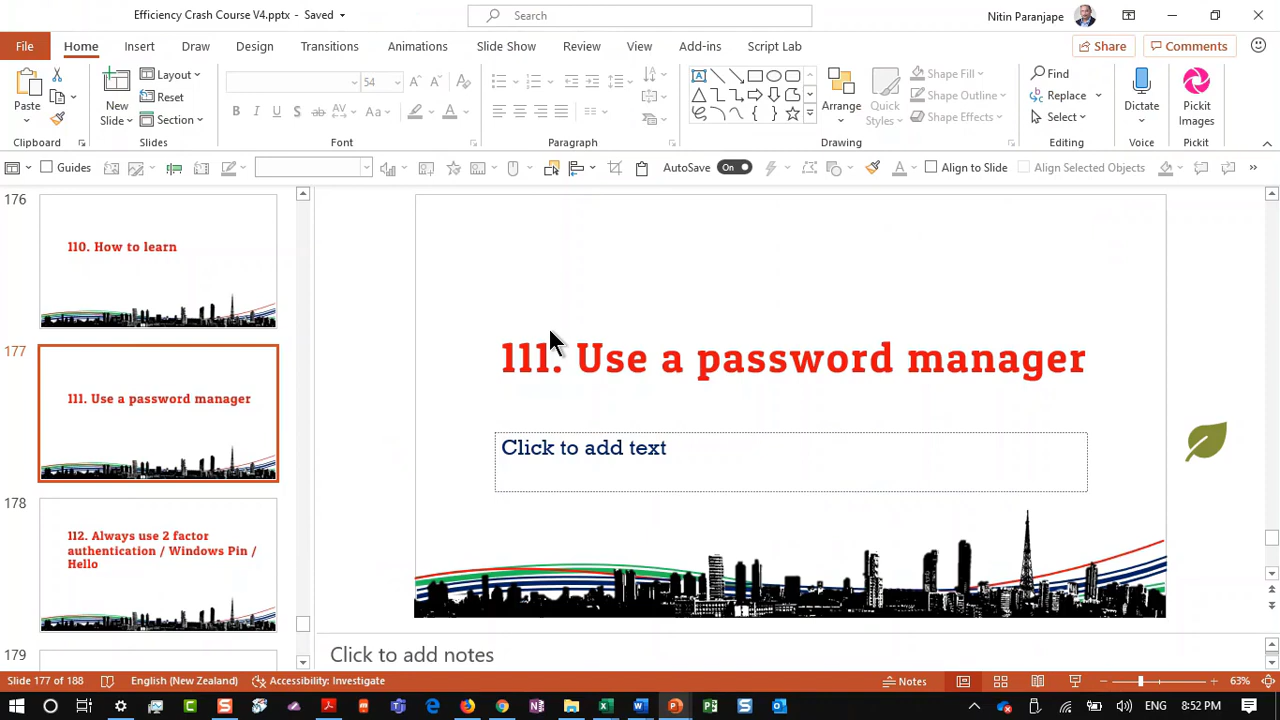 Efficiency Crash Course V4.pptx - Saved
Search
Nitin Paranjape
File Home Insert Draw Design Transitions Animations Slide Show Review View Add-ins Script Lab
Share Comments
Paste
Clipboard
New
Slide
Layout
Reset
Section
Slides
54
Font
Paragraph
Arrange
Quick
Styles
Shape Fill
Shape Outline
Shape Effects
Drawing
Find
Replace
Select
Editing
Dictate
Voice
Pickr
Images
Pickit
Guides
AutoSave On
Align to Slide
Align Selected Objects
176
110. How to learn
177
111. Use a password manager
178
112. Always use 2 factor
authentication / Windows Pin /
Hello
179
111. Use a password manager
Click to add text
Click to add notes
Slide 177 of 188
English (New Zealand)
Accessibility: Investigate
Notes
63%
8:52 PM